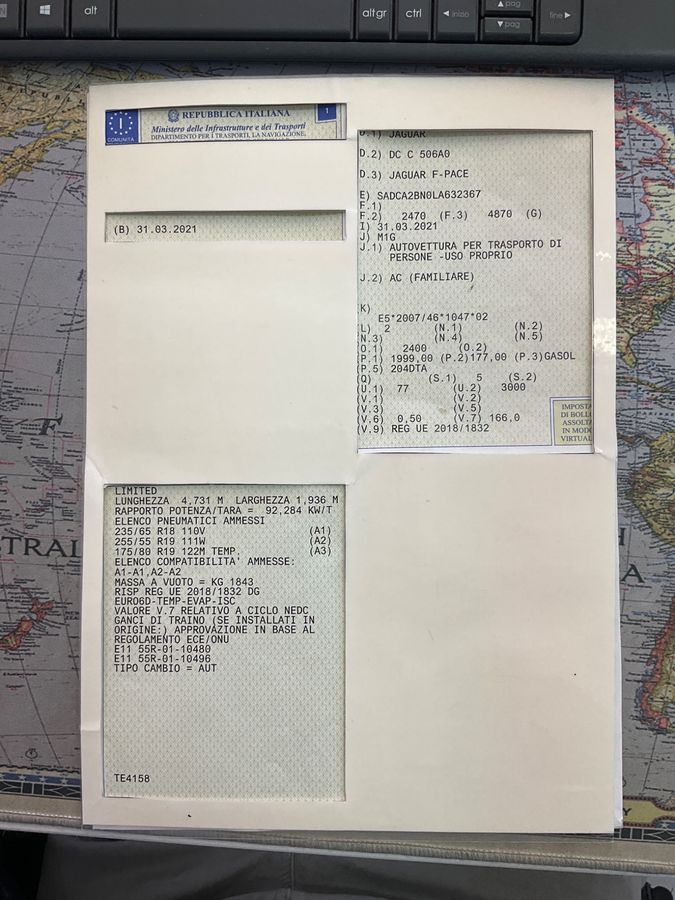 alt
alt gr
ctrl
inizio
pag
pag
fine
I
COMUNITÀ
REPUBBLICA ITALIANA
1
Ministero delle Infrastrutture e dei Trasporti
DIPARTIMENTO PER I TRASPORTI, LA NAVIGAZIONE,
(B) 31.03.2021
D.1) JAGUAR
D.2) DC C 506A0
D.3) JAGUAR F-PACE
E) SADCA2BN0LA632367
F.1)
F.2) 2470 (F.3) 4870 (G)
I) 31.03.2021
J) M1G
J.1) AUTOVETTURA PER TRASPORTO DI
PERSONE -USO PROPRIO
J.2) AC (FAMILIARE)
K)
E5*2007/46*1047*02
(L) 2 (N.1) (N.2)
(N.3) (N.4) (N.5)
(O.1) 2400 (O.2)
(P.1) 1999,00 (P.2)177,00 (P.3)GASOL
(P.5) 204DTA
(Q) (S.1) 5 (S.2)
(U.1) 77 (U.2) 3000
(V.1) (V.2)
(V.3) (V.5)
(V.6) 0,50 (V.7) 166,0
(V.9) REG UE 2018/1832
IMPOSTA
DI BOLLO
ASSOLTA
IN MODO
VIRTUAL
LIMITED
LUNGHEZZA 4,731 M LARGHEZZA 1,936 M
RAPPORTO POTENZA/TARA = 92,284 KW/T
ELENCO PNEUMATICI AMMESSI
235/65 R18 110V (A1)
255/55 R19 111W (A2)
175/80 R19 122M TEMP. (A3)
ELENCO COMPATIBILITA' AMMESSE:
A1-A1,A2-A2
MASSA A VUOTO = KG 1843
RISP REG UE 2018/1832 DG
EURO6D-TEMP-EVAP-ISC
VALORE V.7 RELATIVO A CICLO NEDC
GANCI DI TRAINO (SE INSTALLATI IN
ORIGINE:) APPROVAZIONE IN BASE AL
REGOLAMENTO ECE/ONU
E11 55R-01-10480
E11 55R-01-10496
TIPO CAMBIO = AUT
TE4158